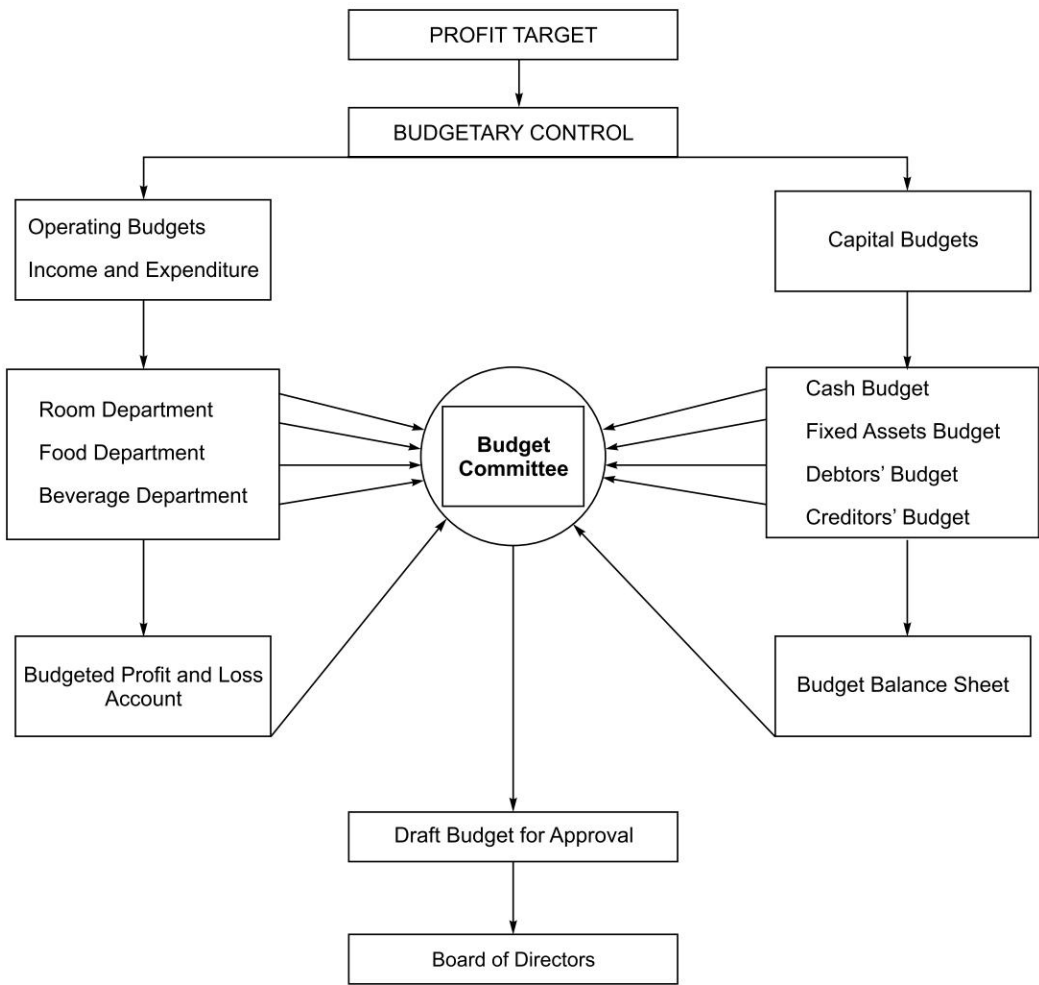 PROFIT TARGET
BUDGETARY CONTROL
Operating Budgets
Income and Expenditure
Capital Budgets
Room Department
Food Department
Beverage Department
Budget
Committee
Cash Budget
Fixed Assets Budget
Debtors’ Budget
Creditors’ Budget
Budgeted Profit and Loss
Account
Budget Balance Sheet
Draft Budget for Approval
Board of Directors